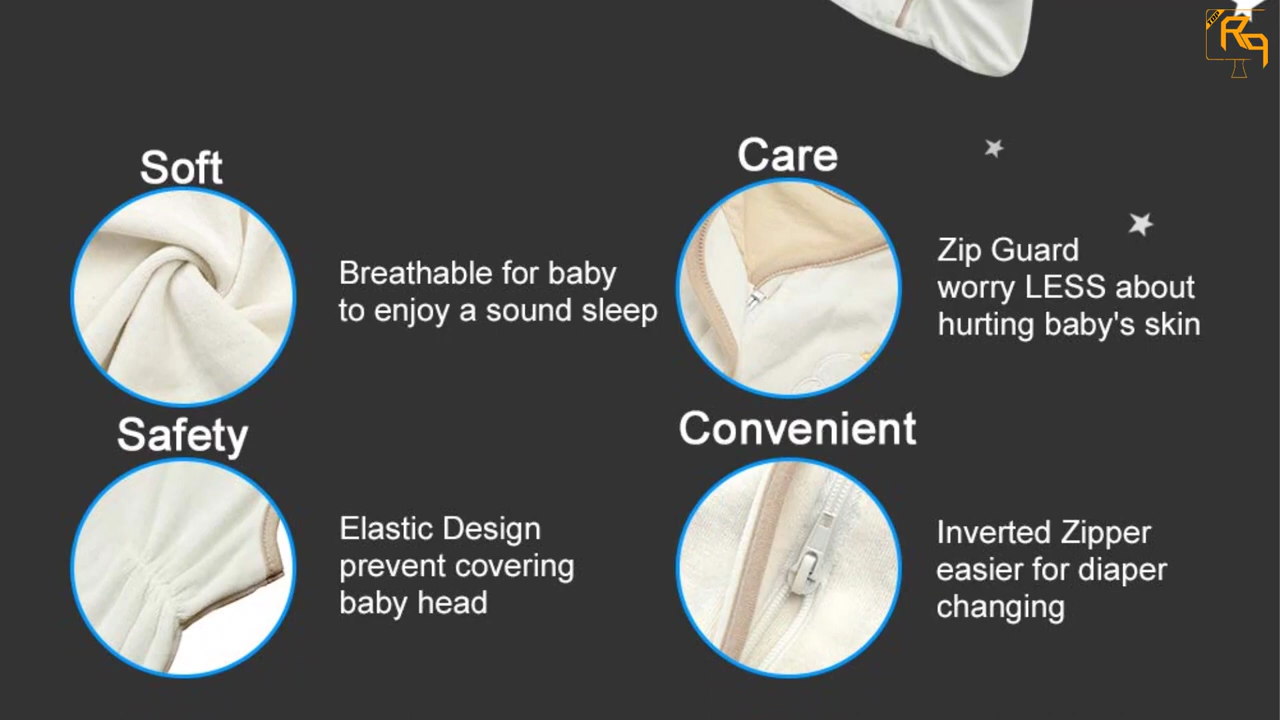 Soft
Breathable for baby
to enjoy a sound sleep
Care
Zip Guard
worry LESS about
hurting baby's skin
Safety
Elastic Design
prevent covering
baby head
Convenient
Inverted Zipper
easier for diaper
changing